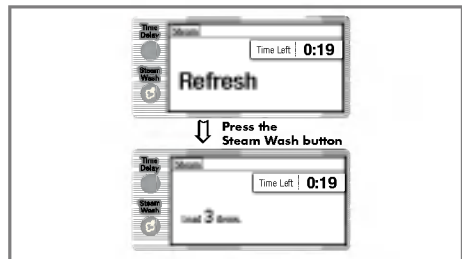 Time
Delay
Steam
Time Left 0:19
Steam
Wash
Refresh
Press the
Steam Wash button
Time
Delay
Steam
Time Left 0:19
Steam
Wash
3 items.